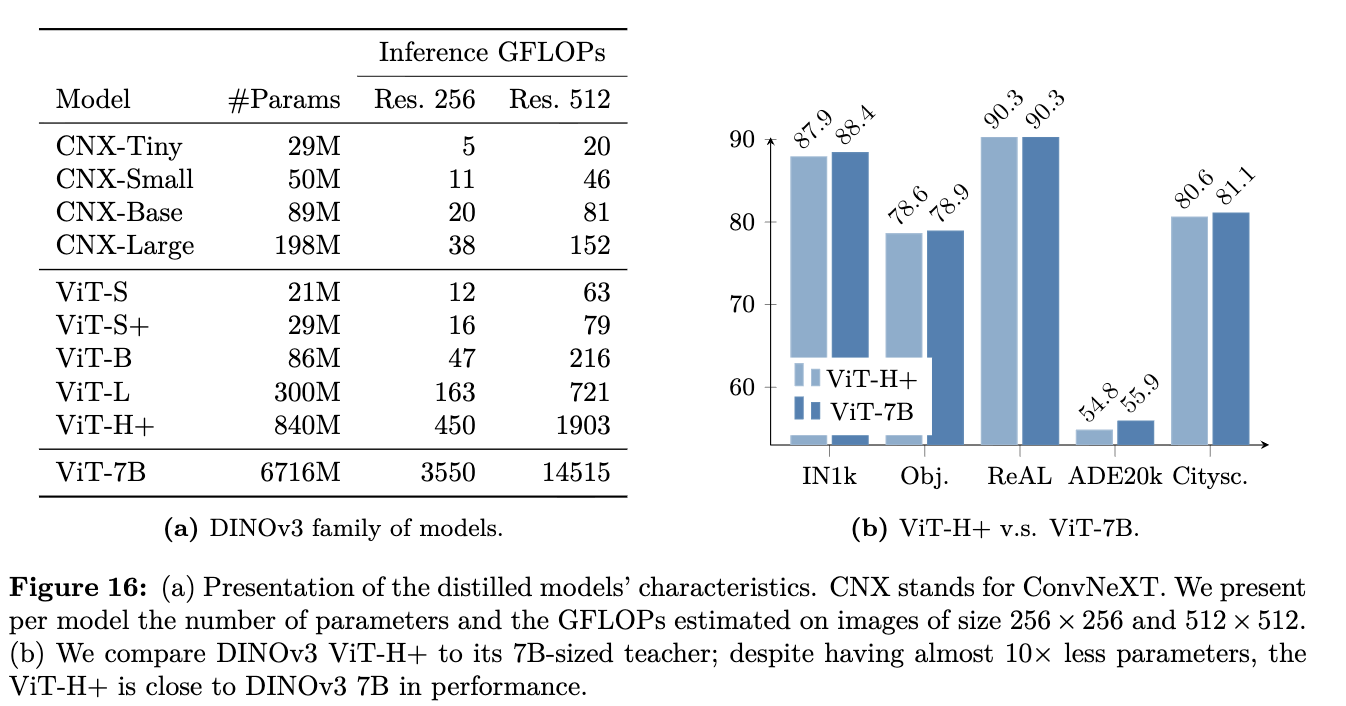 Inference GFLOPs
Model #Params Res. 256 Res. 512
CNX-Tiny 29M 5 20
CNX-Small 50M 11 46
CNX-Base 89M 20 81
CNX-Large 198M 38 152
ViT-S 21M 12 63
ViT-S+ 29M 16 79
ViT-B 86M 47 216
ViT-L 300M 163 721
ViT-H+ 840M 450 1903
ViT-7B 6716M 3550 14515
(a) DINOv3 family of models.
87.9 88.4 78.6 78.9 90.3 90.3 54.8 55.9 80.6 81.1
90
80
70
60
ViT-H+
ViT-7B
IN1k Obj. ReAL ADE20k Citysc.
(b) ViT-H+ v.s. ViT-7B.
Figure 16: (a) Presentation of the distilled models' characteristics. CNX stands for ConvNeXT. We present
per model the number of parameters and the GFLOPs estimated on images of size 256 × 256 and 512 × 512.
(b) We compare DINOv3 ViT-H+ to its 7B-sized teacher; despite having almost 10× less parameters, the
ViT-H+ is close to DINOv3 7B in performance.